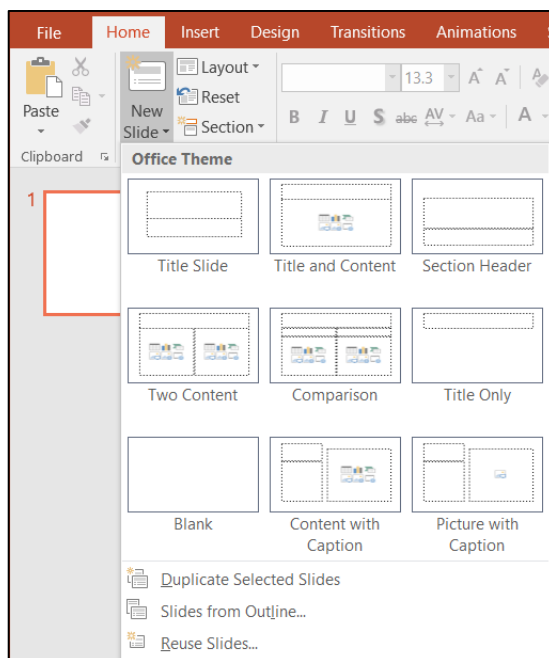 File Home Insert Design Transitions Animations
Paste
Clipboard
New
Slide
Layout
Reset
Section
13.3 A A A
B I U S abc AV Aa A
Office Theme
1
Title Slide Title and Content Section Header
Two Content Comparison Title Only
Blank Content with Caption Picture with Caption
Duplicate Selected Slides
Slides from Outline...
Reuse Slides...